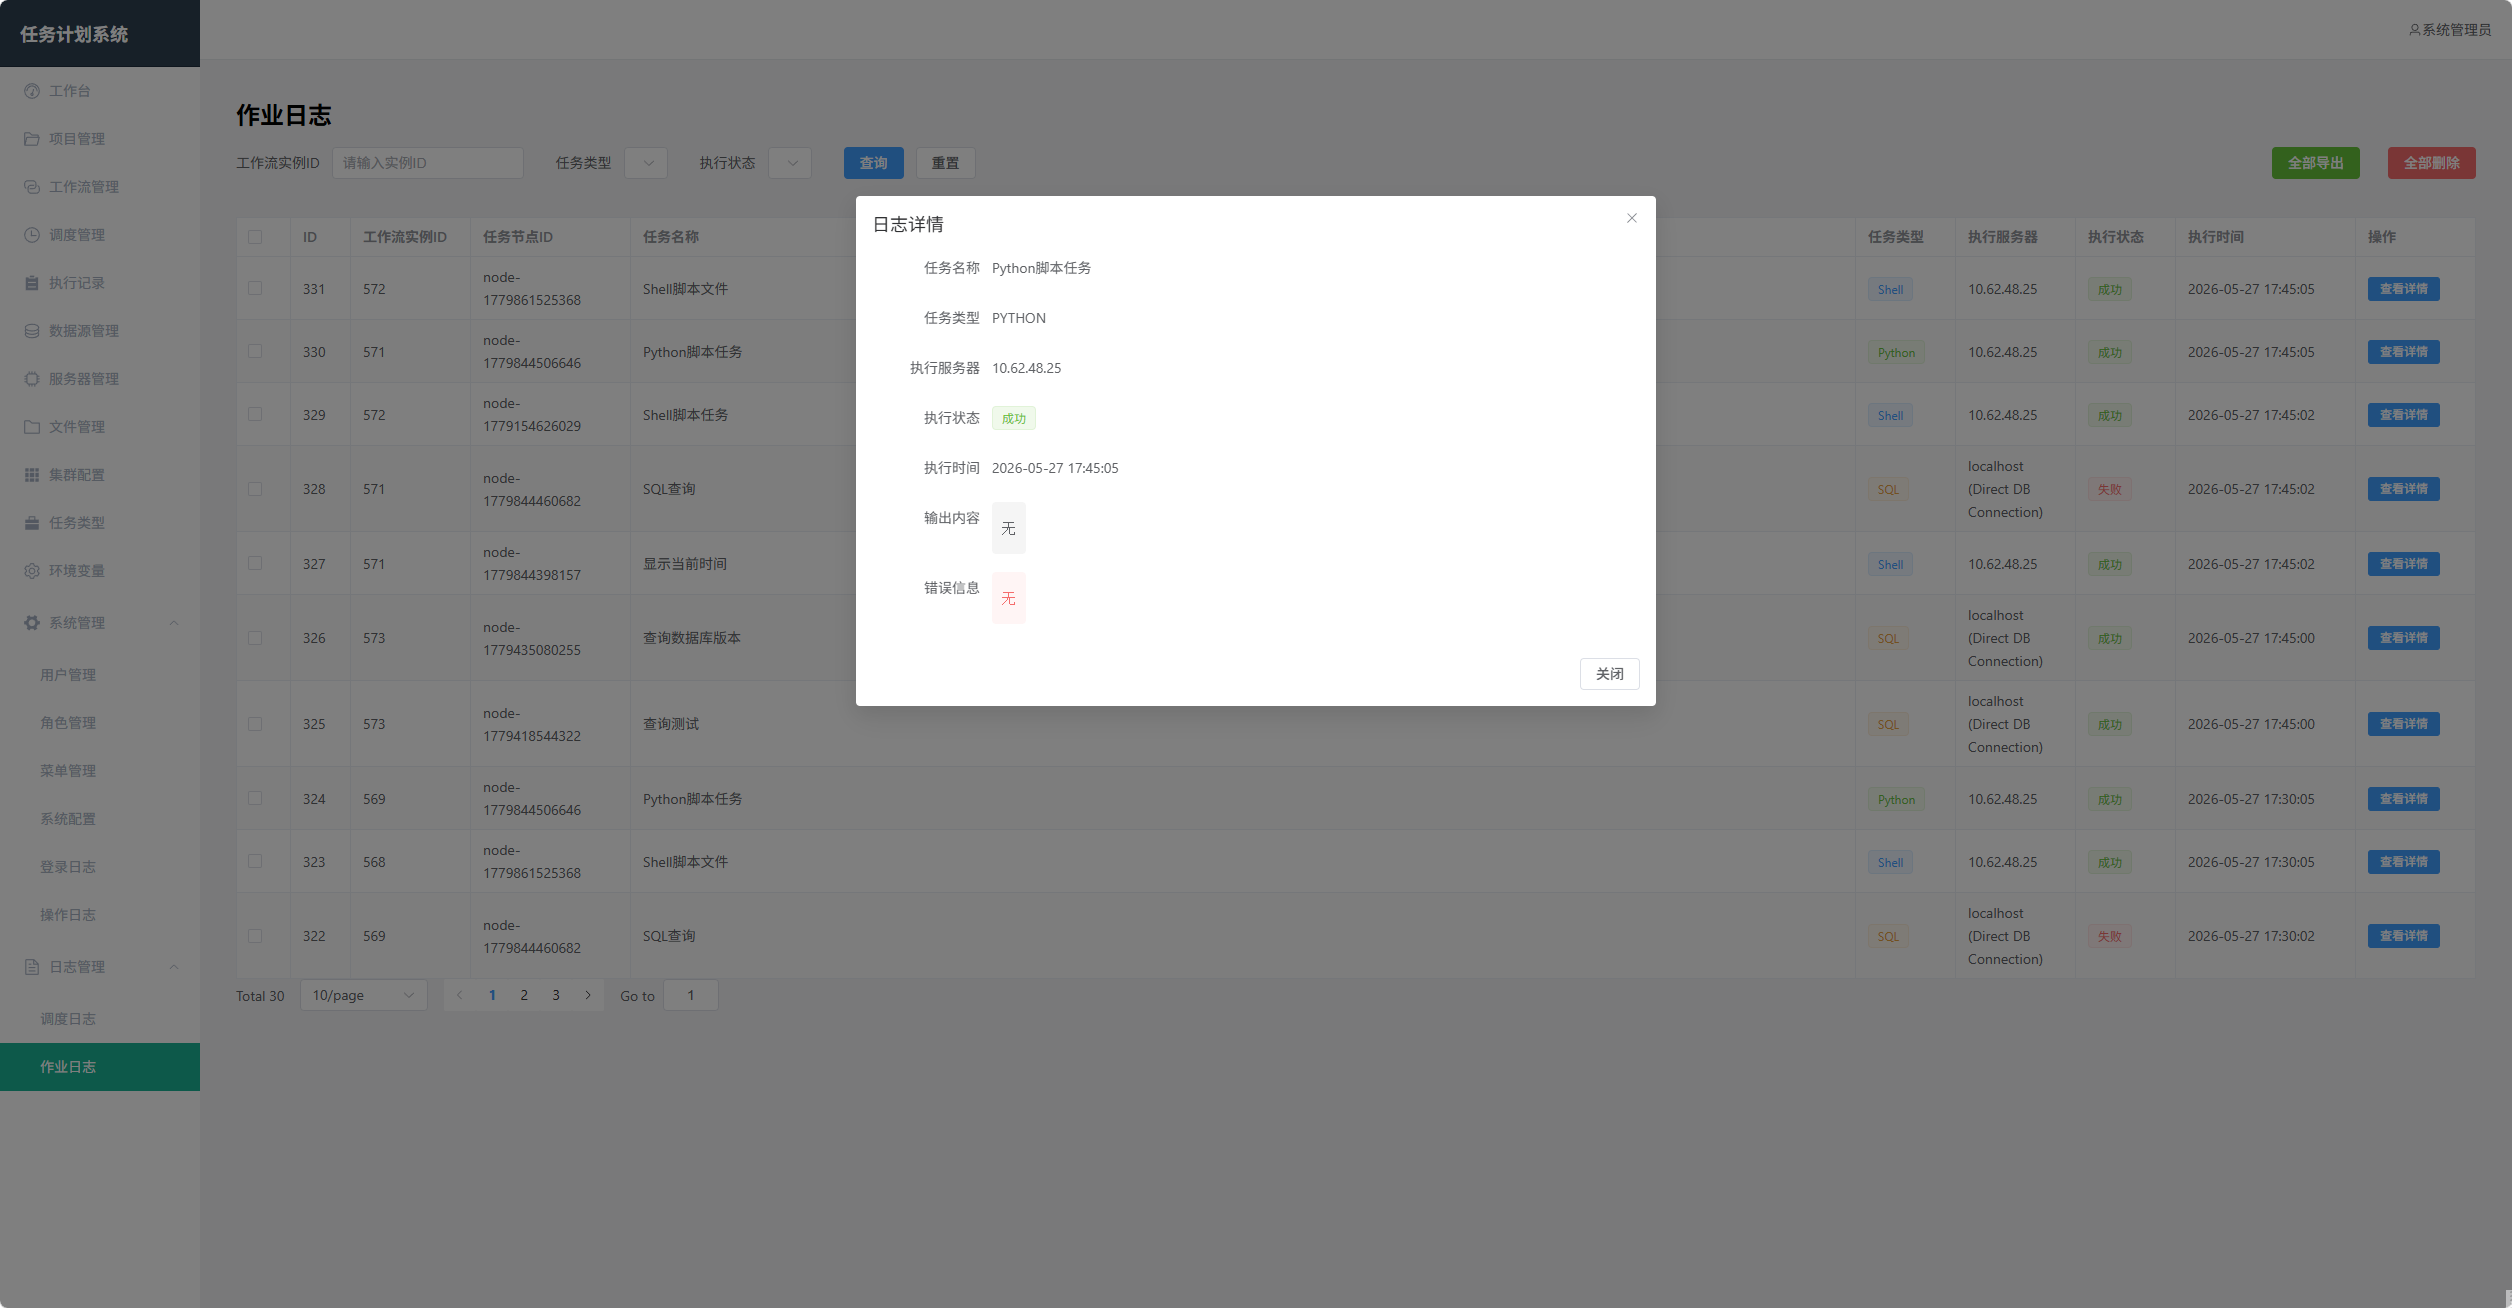 任务计划系统
系统管理员
工作台
项目管理
工作流管理
调度管理
执行记录
数据源管理
服务器管理
文件管理
集群配置
任务类型
环境变量
系统管理
用户管理
角色管理
菜单管理
系统配置
登录日志
操作日志
日志管理
调度日志
作业日志
作业日志
工作流实例ID 请输入实例ID 任务类型 执行状态 查询 重置 全部导出 全部删除
ID 工作流实例ID 任务节点ID 任务名称 任务类型 执行服务器 执行状态 执行时间 操作
331 572 node-1779861525368 Shell脚本文件 Shell 10.62.48.25 成功 2026-05-27 17:45:05 查看详情
330 571 node-1779844506646 Python脚本任务 Python 10.62.48.25 成功 2026-05-27 17:45:05 查看详情
329 572 node-1779154626029 Shell脚本任务 Shell 10.62.48.25 成功 2026-05-27 17:45:02 查看详情
328 571 node-1779844460682 SQL查询 SQL localhost (Direct DB Connection) 失败 2026-05-27 17:45:02 查看详情
327 571 node-1779844398157 显示当前时间 Shell 10.62.48.25 成功 2026-05-27 17:45:02 查看详情
326 573 node-1779435080255 查询数据库版本 SQL localhost (Direct DB Connection) 成功 2026-05-27 17:45:00 查看详情
325 573 node-1779418544322 查询测试 SQL localhost (Direct DB Connection) 成功 2026-05-27 17:45:00 查看详情
324 569 node-1779844506646 Python脚本任务 Python 10.62.48.25 成功 2026-05-27 17:30:05 查看详情
323 568 node-1779861525368 Shell脚本文件 Shell 10.62.48.25 成功 2026-05-27 17:30:05 查看详情
322 569 node-1779844460682 SQL查询 SQL localhost (Direct DB Connection) 失败 2026-05-27 17:30:02 查看详情
Total 30 10/page 1 2 3 Go to 1
日志详情
任务名称 Python脚本任务
任务类型 PYTHON
执行服务器 10.62.48.25
执行状态 成功
执行时间 2026-05-27 17:45:05
输出内容 无
错误信息 无
关闭